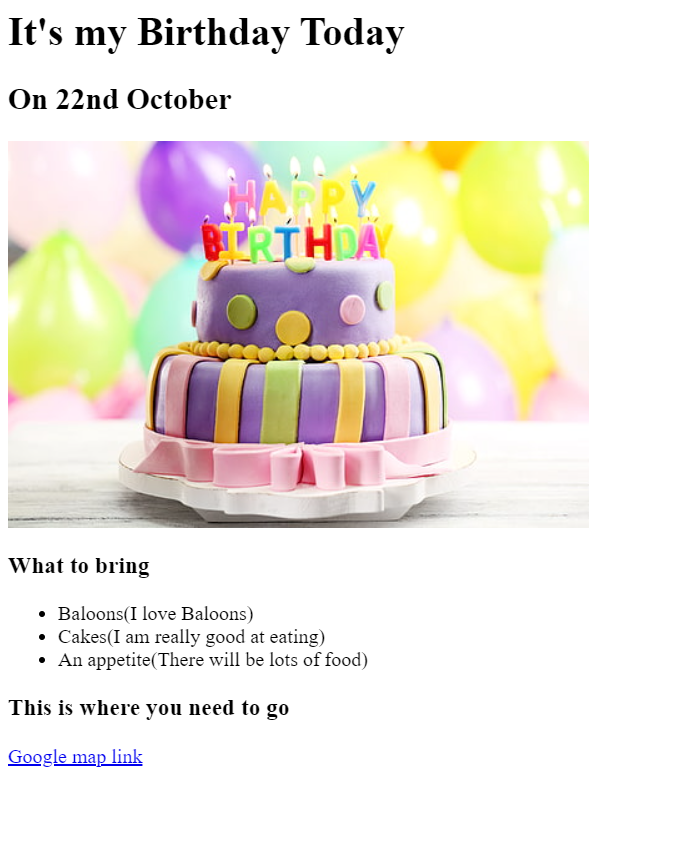 It's my Birthday Today
On 22nd October
HAPPY
BIRTHDAY
What to bring
Baloons(I love Baloons)
Cakes(I am really good at eating)
An appetite(There will be lots of food)
This is where you need to go
Google map link